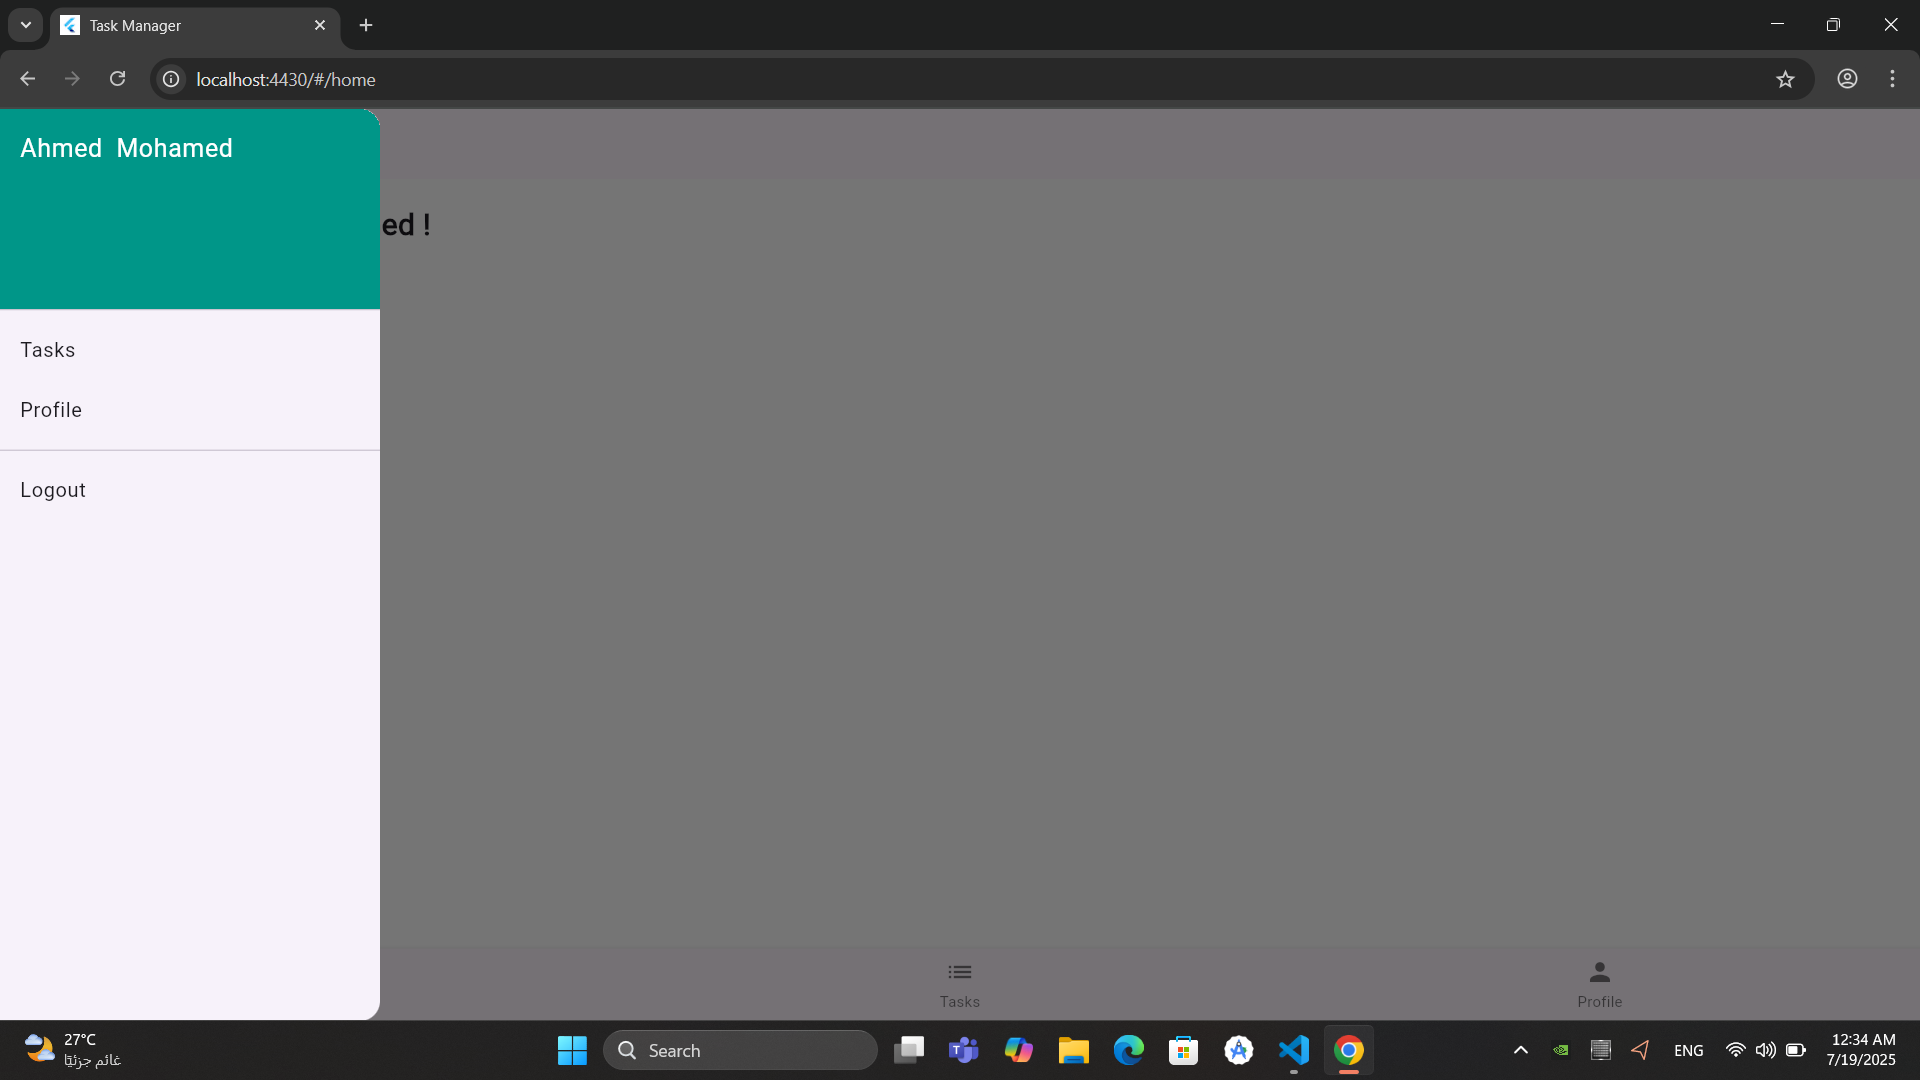 Task Manager
localhost:4430/#/home
Ahmed  Mohamed
ed !
Tasks
Profile
Logout
Tasks
Profile
27°C
غائم جزئيًا
Search
ENG
12:34 AM
7/19/2025